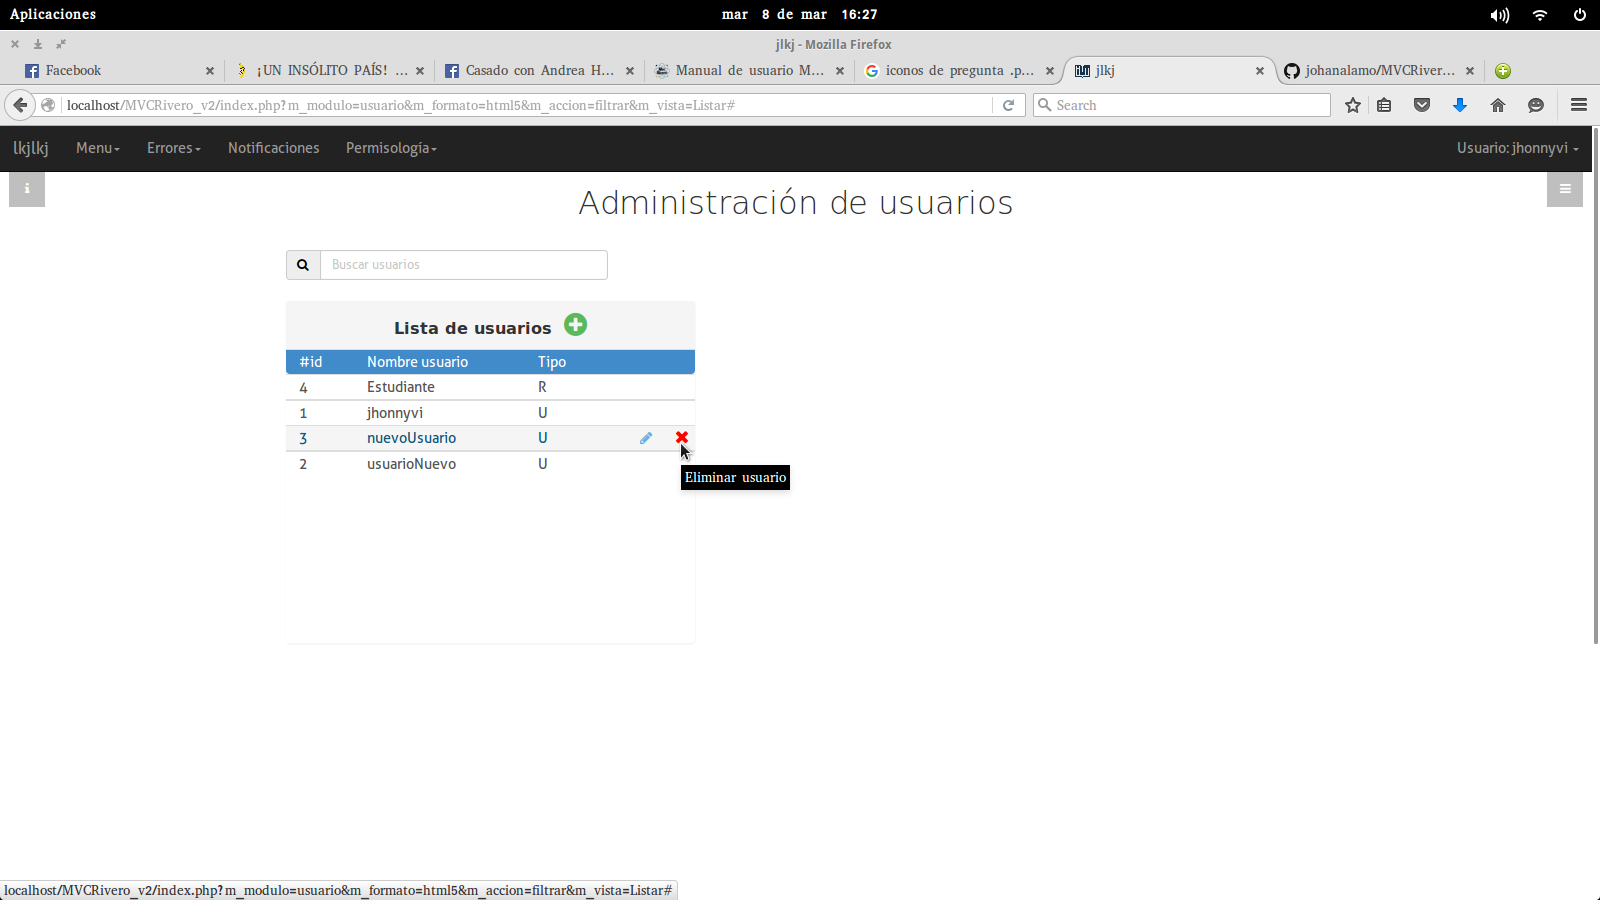 Aplicaciones
mar 8 de mar 16:27
jlkj - Mozilla Firefox
Facebook
¡UN INSÓLITO PAÍS! ...
Casado con Andrea H...
Manual de usuario M...
iconos de pregunta .p...
jlkj
johanalamo/MVCRiver...
localhost/MVCRivero_v2/index.php?m_modulo=usuario&m_formato=html5&m_accion=filtrar&m_vista=Listar#
Search
lkjlkj
Menu
Errores
Notificaciones
Permisología
Usuario: jhonnyvi
Administración de usuarios
Buscar usuarios
Lista de usuarios
#id Nombre usuario Tipo
4 Estudiante R
1 jhonnyvi U
3 nuevoUsuario U
2 usuarioNuevo U
Eliminar usuario
localhost/MVCRivero_v2/index.php?m_modulo=usuario&m_formato=html5&m_accion=filtrar&m_vista=Listar#